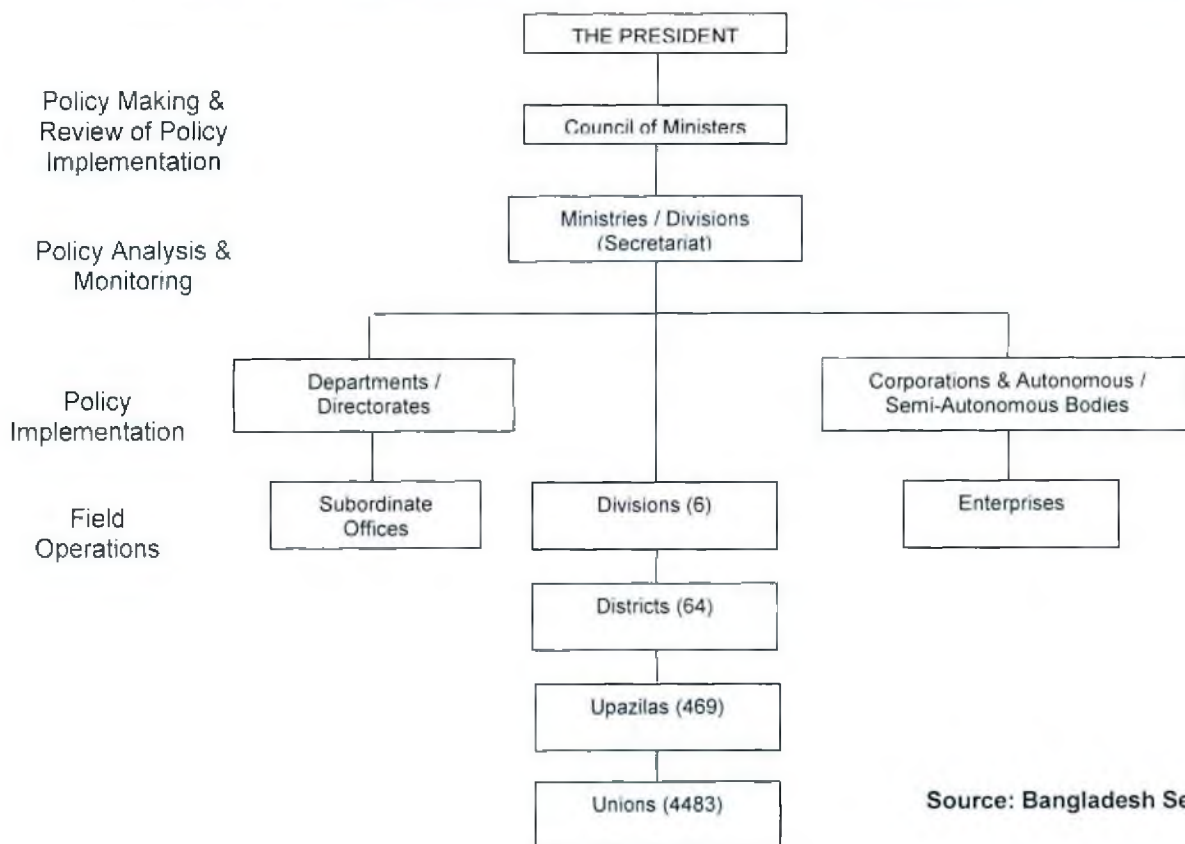 THE PRESIDENT
Policy Making &
Review of Policy
Implementation
Council of Ministers
Ministries / Divisions
(Secretariat)
Policy Analysis &
Monitoring
Departments /
Directorates
Corporations & Autonomous /
Semi-Autonomous Bodies
Policy
Implementation
Subordinate
Offices
Divisions (6)
Enterprises
Field
Operations
Districts (64)
Upazilas (469)
Unions (4483)
Source: Bangladesh Se